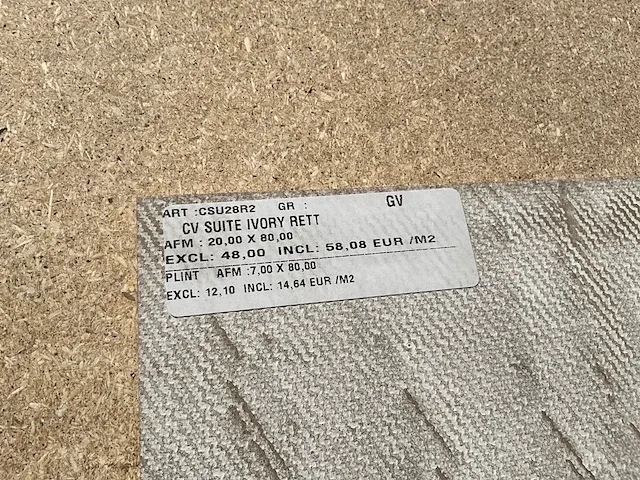 ART :CSU28R2 GR : GV
CV SUITE IVORY RETT
AFM : 20,00 X 80,00
EXCL: 48,00 INCL: 58,08 EUR /M2
PLINT AFM :7,00 X 80,00
EXCL: 12,10 INCL: 14,64 EUR /M2